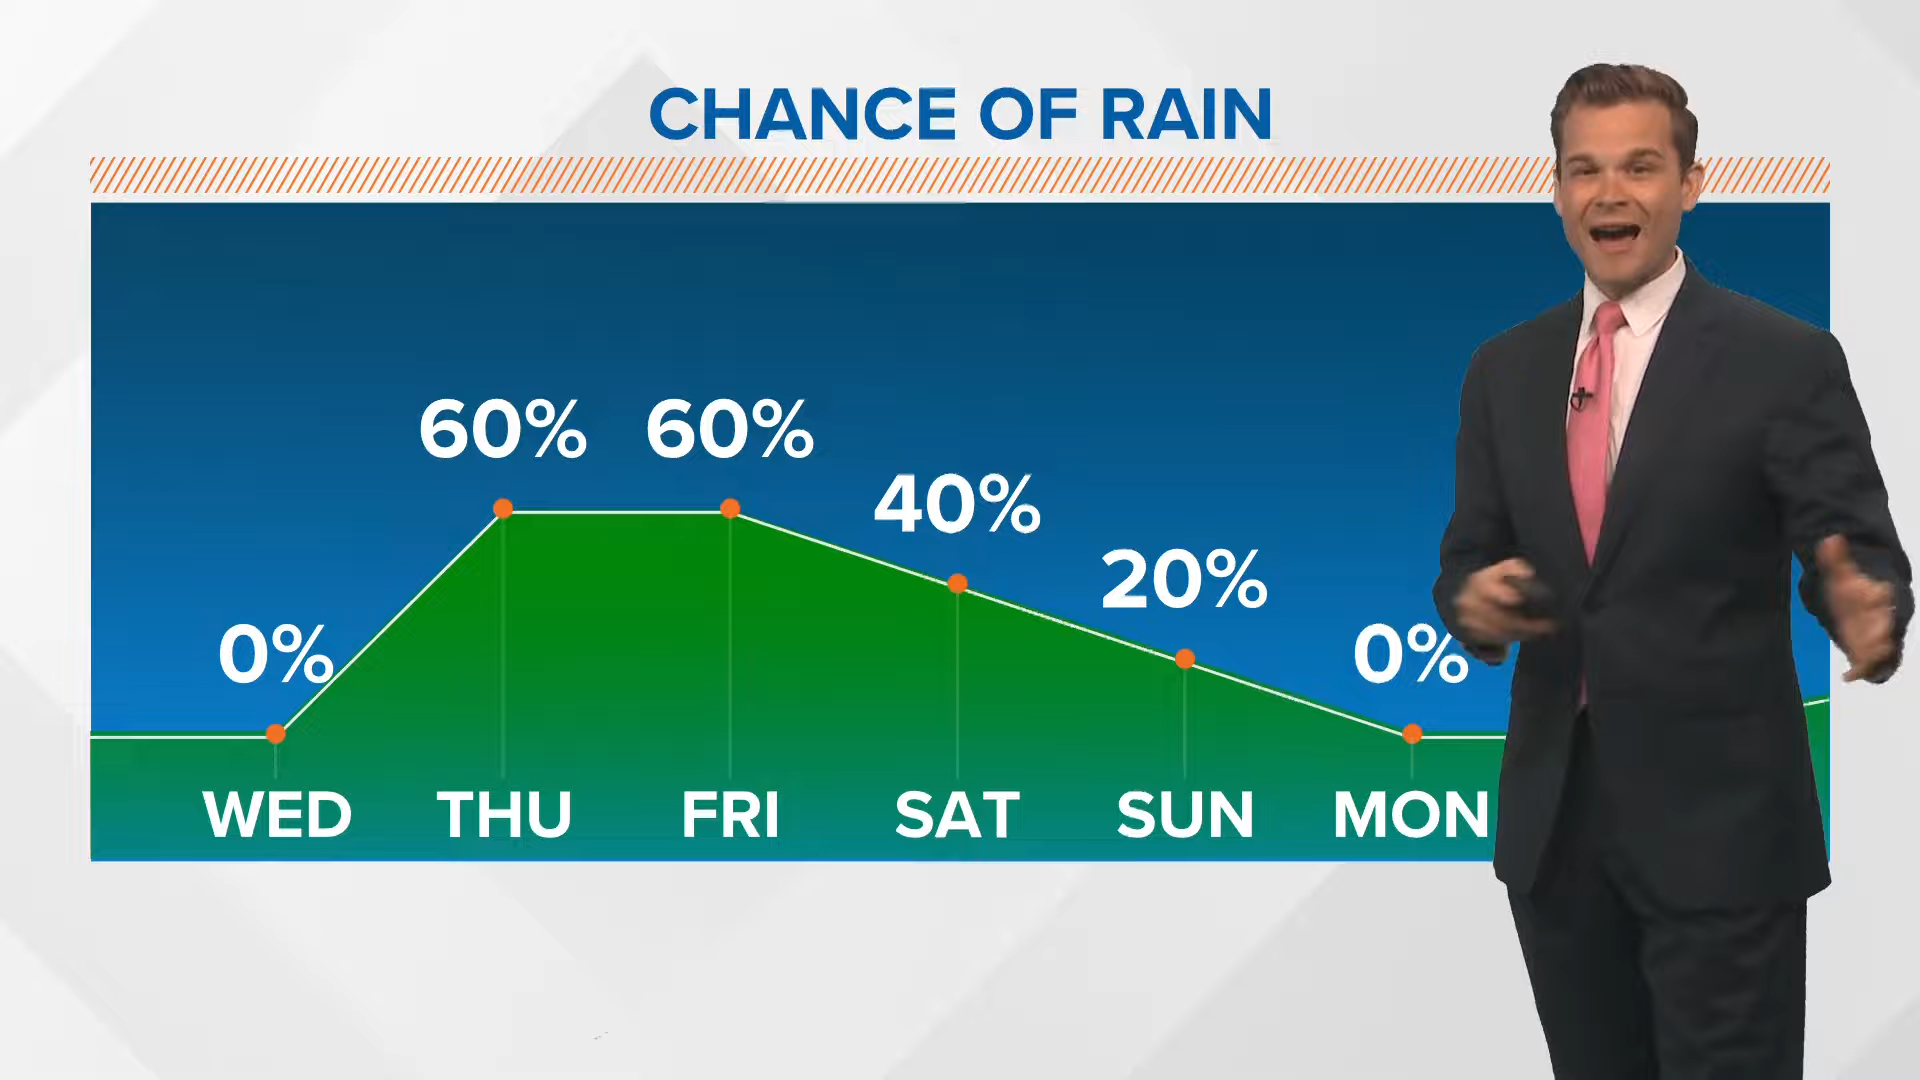 CHANCE OF RAIN
60% 60%
40%
20%
0% 0%
WED THU FRI SAT SUN MON